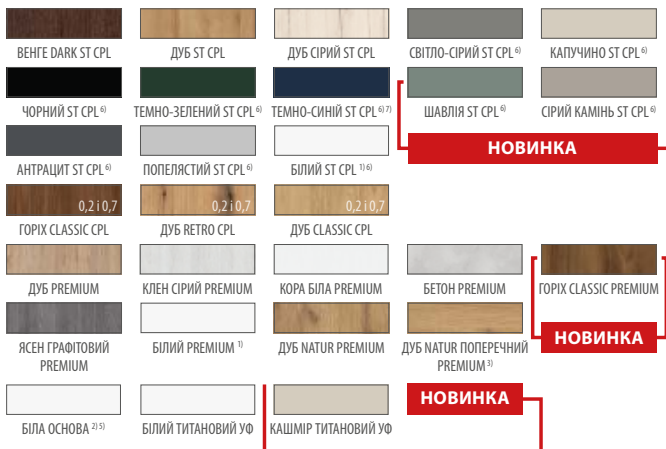 ВЕНГЕ DARK ST CPL
ДУБ ST CPL
ДУБ СІРИЙ ST CPL
СВІТЛО-СІРИЙ ST CPL 6)
КАПУЧИНО ST CPL 6)
ЧОРНИЙ ST CPL 6)
ТЕМНО-ЗЕЛЕНИЙ ST CPL 6)
ТЕМНО-СИНІЙ ST CPL 6) 7)
ШАВЛІЯ ST CPL 6)
СІРИЙ КАМІНЬ ST CPL 6)
НОВИНКА
АНТРАЦИТ ST CPL 6)
ПОПЕЛЯСТИЙ ST CPL 6)
БІЛИЙ ST CPL 1) 6)
0,2 і 0,7
0,2 і 0,7
0,2 і 0,7
ГОРІХ CLASSIC CPL
ДУБ RETRO CPL
ДУБ CLASSIC CPL
ДУБ PREMIUM
КЛЕН СІРИЙ PREMIUM
КОРА БІЛА PREMIUM
БЕТОН PREMIUM
ГОРІХ CLASSIC PREMIUM
НОВИНКА
ЯСЕН ГРАФІТОВИЙ
PREMIUM
БІЛИЙ PREMIUM 1)
ДУБ NATUR PREMIUM
ДУБ NATUR ПОПЕРЕЧНИЙ
PREMIUM 3)
НОВИНКА
БІЛА ОСНОВА 2) 5)
БІЛИЙ ТИТАНОВИЙ УФ
КАШМІР ТИТАНОВИЙ УФ